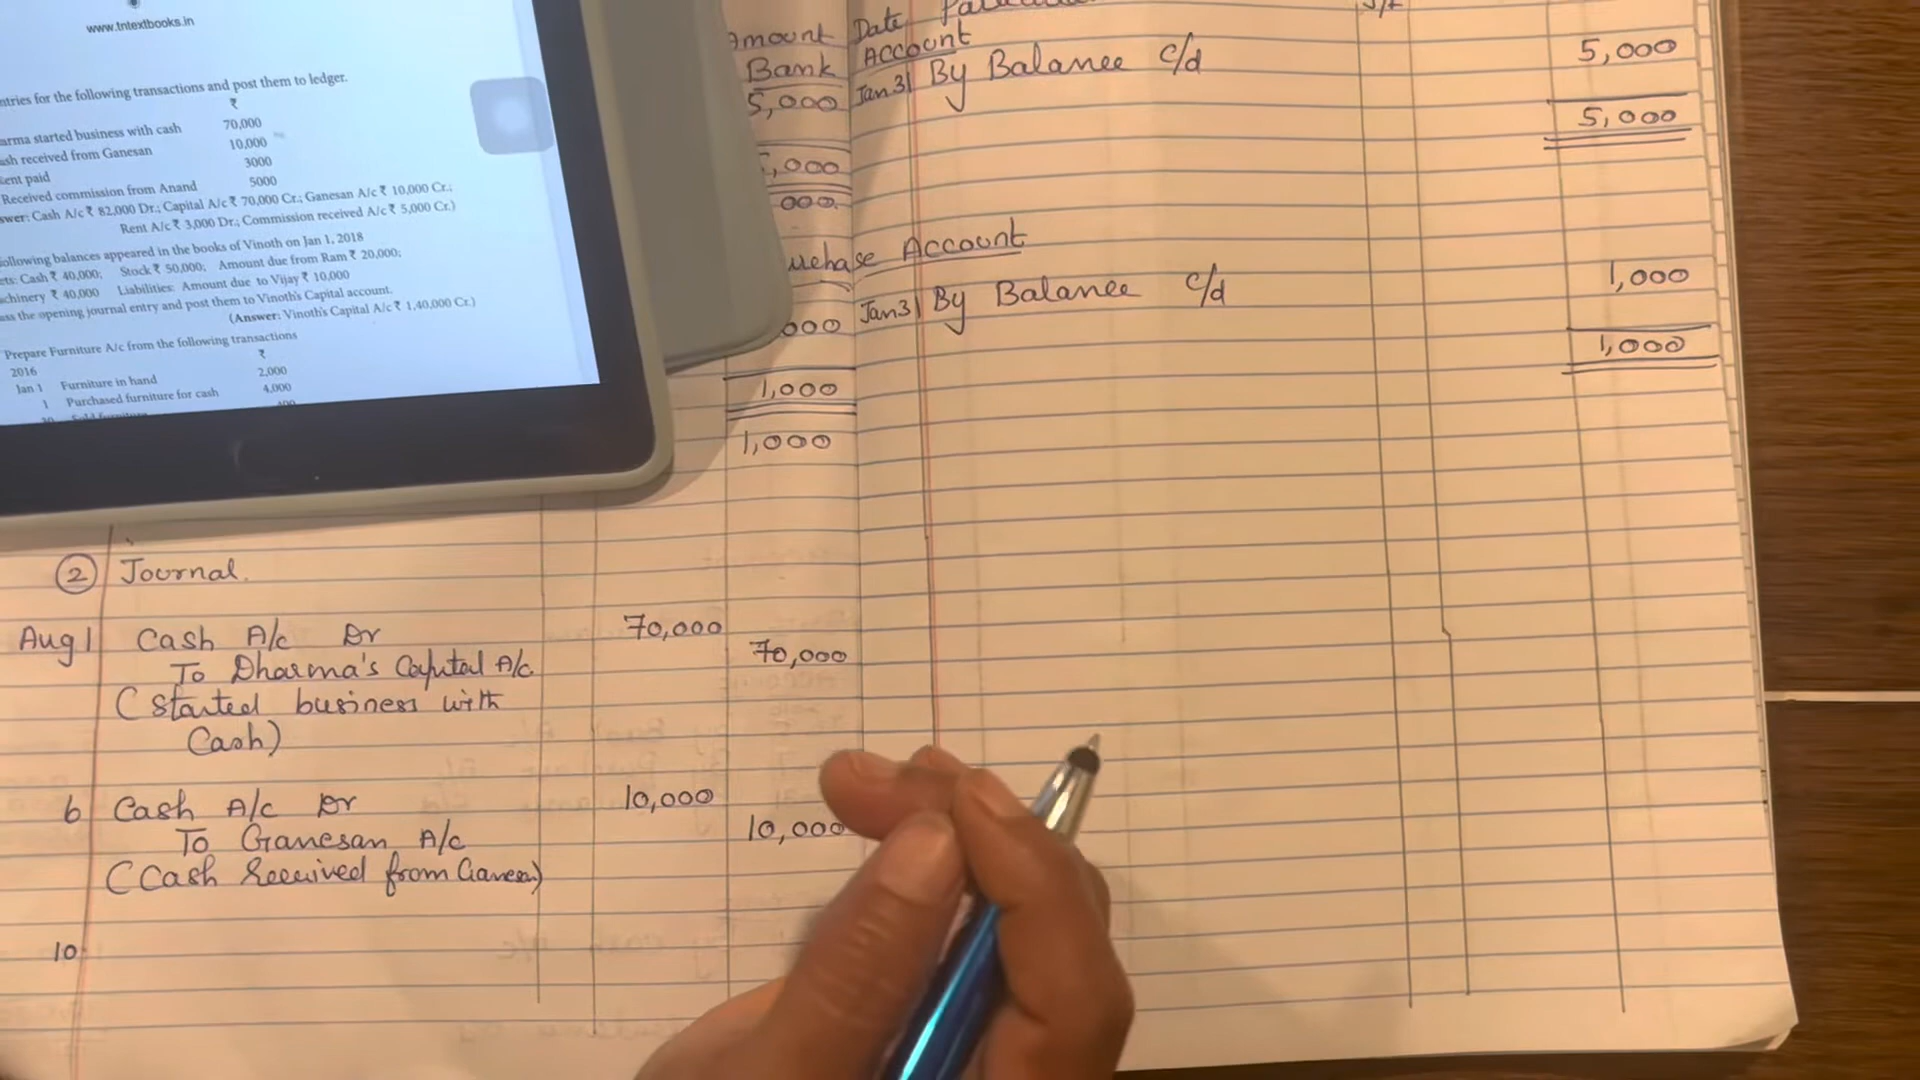 www.tntextbooks.in
ntries for the following transactions and post them to ledger.
₹
arma started business with cash 70,000
ash received from Ganesan 10,000
ent paid 3000
Received commission from Anand 5000
swer: Cash A/c ₹ 82,000 Dr.; Capital A/c ₹ 70,000 Cr.; Ganesan A/c ₹ 10,000 Cr.;
Rent A/c ₹ 3,000 Dr.; Commission received A/c ₹ 5,000 Cr.)
ollowing balances appeared in the books of Vinoth on Jan 1, 2018
ets: Cash ₹ 40,000; Stock ₹ 50,000; Amount due from Ram ₹ 20,000;
chinery ₹ 40,000 Liabilities: Amount due to Vijay ₹ 10,000
ass the opening journal entry and post them to Vinoth's Capital account.
(Answer: Vinoth's Capital A/c ₹ 1,40,000 Cr.)
Prepare Furniture A/c from the following transactions
2016 ₹
Jan 1 Furniture in hand 2,000
1 Purchased furniture for cash 4,000
Amount Date
Bank Account
5,000 Jan31 By Balance c/d 5,000
5,000
,000
000.
uchase Account
000 Jan31 By Balance c/d 1,000
1,000 1,000
1,000
2 Journal.
Aug 1 Cash A/c Dr 70,000
To Dharma's Capital A/c 70,000
(Started business with
Cash)
6 Cash A/c Dr 10,000
To Ganesan A/c 10,000
(Cash Received from Ganesan)
10